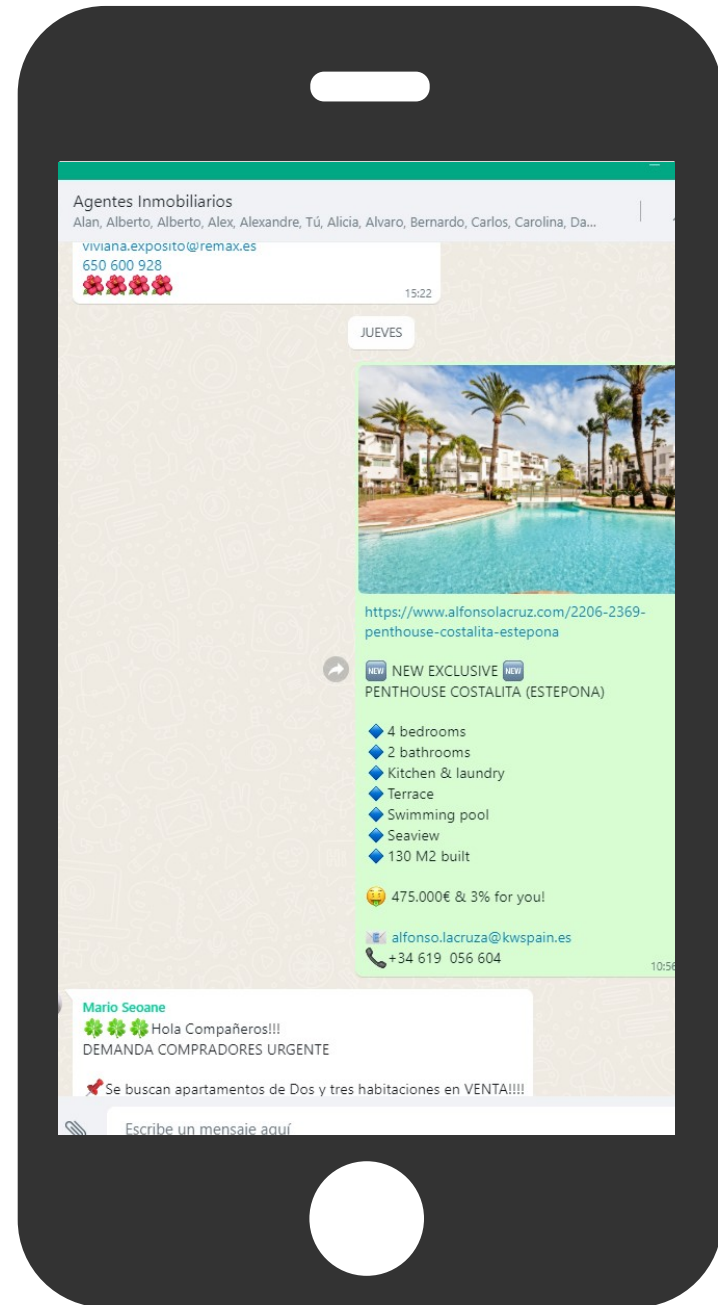 Agentes Inmobiliarios
Alan, Alberto, Alberto, Alex, Alexandre, Tú, Alicia, Alvaro, Bernardo, Carlos, Carolina, Da...
viviana.exposito@remax.es
650 600 928
🌺🌺🌺🌺
15:22
JUEVES
https://www.alfonsolacruz.com/2206-2369-
penthouse-costalita-estepona
🆕 NEW EXCLUSIVE 🆕
PENTHOUSE COSTALITA (ESTEPONA)
🔷 4 bedrooms
🔷 2 bathrooms
🔷 Kitchen & laundry
🔷 Terrace
🔷 Swimming pool
🔷 Seaview
🔷 130 M2 built
🤑 475.000€ & 3% for you!
📧 alfonso.lacruza@kwspain.es
📞+34 619 056 604
10:56
Mario Seoane
🍀🍀🍀Hola Compañeros!!!
DEMANDA COMPRADORES URGENTE
📌Se buscan apartamentos de Dos y tres habitaciones en VENTA!!!!
Escribe un mensaje aquí